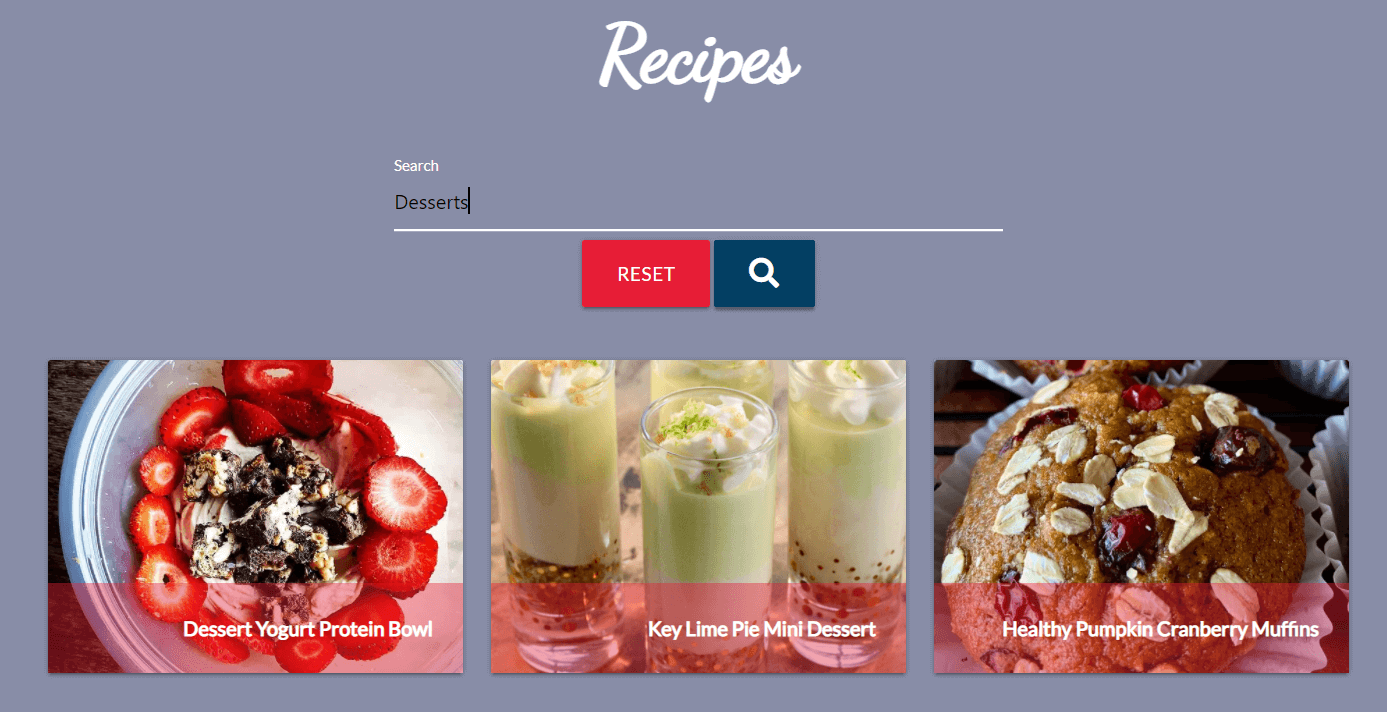 Recipes
Search
Desserts
RESET
Dessert Yogurt Protein Bowl
Key Lime Pie Mini Dessert
Healthy Pumpkin Cranberry Muffins